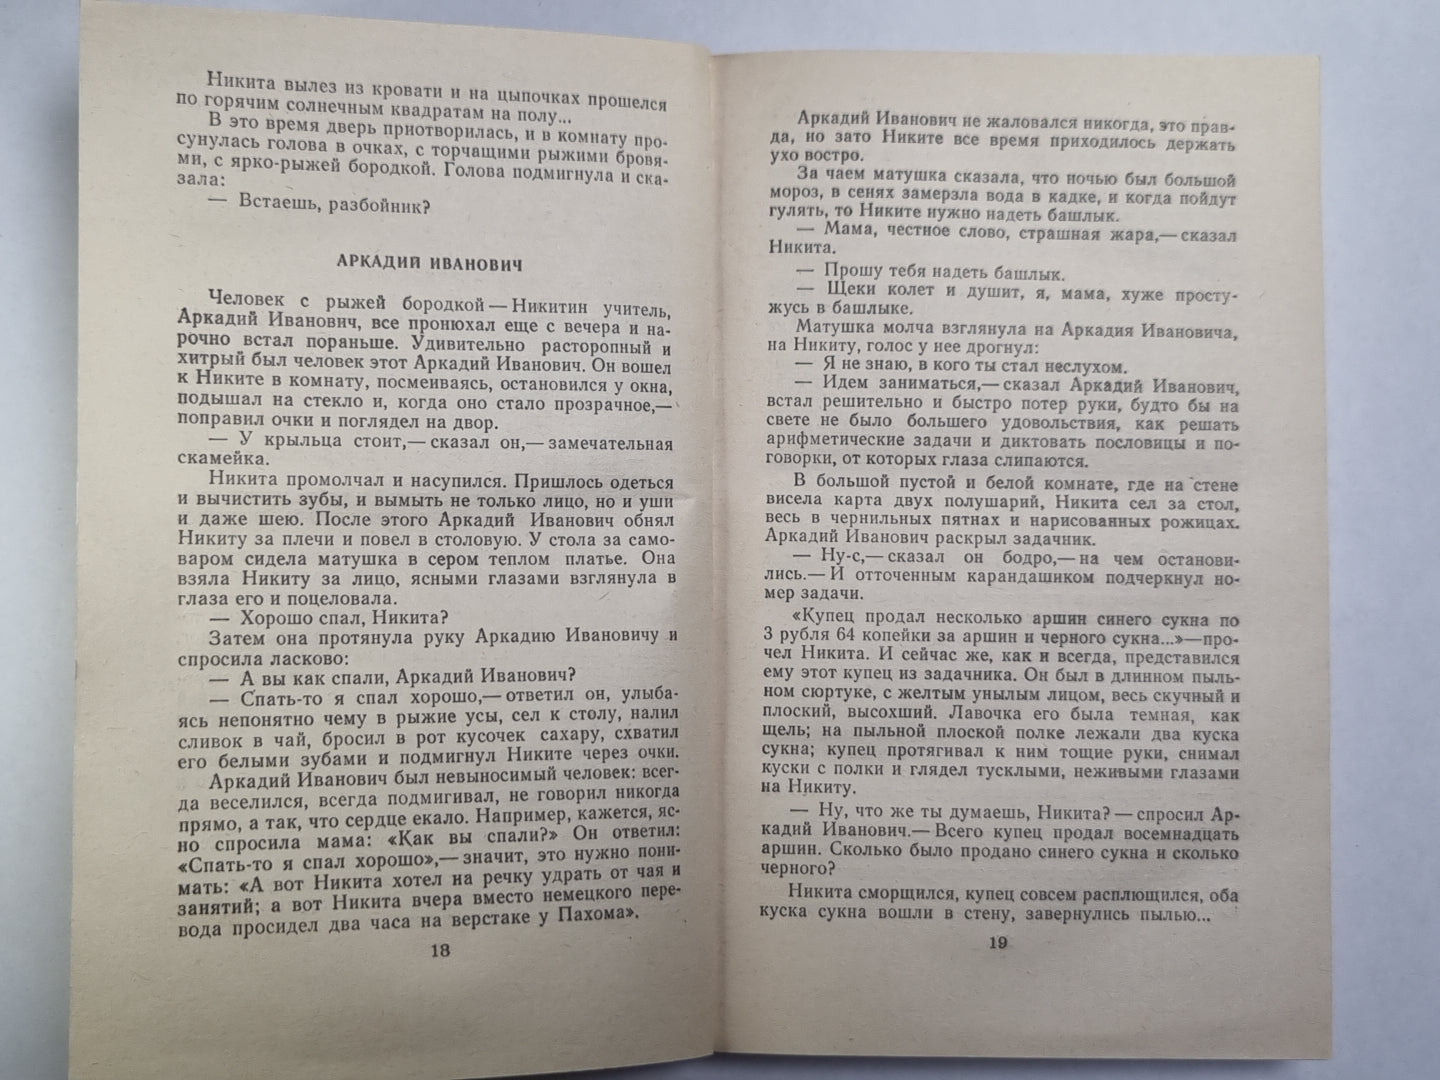 Никита вылез из кровати и на цыпочках прошелся
по горячим солнечным квадратам на полу...
В это время дверь приотворилась, и в комнату про-
сунулась голова в очках, с торчащими рыжими бровя-
ми, с ярко-рыжей бородкой. Голова подмигнула и ска-
зала:
— Встаешь, разбойник?
АРКАДИЙ ИВАНОВИЧ
Человек с рыжей бородкой — Никитин учитель,
Аркадий Иванович, все пронюхал еще с вечера и на-
рочно встал пораньше. Удивительно расторопный и
хитрый был человек этот Аркадий Иванович. Он вошел
к Никите в комнату, посмеиваясь, остановился у окна,
подышал на стекло и, когда оно стало прозрачное,—
поправил очки и поглядел на двор.
— У крыльца стоит,— сказал он,— замечательная
скамейка.
Никита промолчал и насупился. Пришлось одеться
и вычистить зубы, и вымыть не только лицо, но и уши
и даже шею. После этого Аркадий Иванович обнял
Никиту за плечи и повел в столовую. У стола за само-
варом сидела матушка в сером теплом платье. Она
взяла Никиту за лицо, ясными глазами взглянула в
глаза его и поцеловала.
— Хорошо спал, Никита?
Затем она протянула руку Аркадию Ивановичу и
спросила ласково:
— А вы как спали, Аркадий Иванович?
— Спать-то я спал хорошо,— ответил он, улыба-
ясь непонятно чему в рыжие усы, сел к столу, налил
сливок в чай, бросил в рот кусочек сахару, схватил
его белыми зубами и подмигнул Никите через очки.
Аркадий Иванович был невыносимый человек: всег-
да веселился, всегда подмигивал, не говорил никогда
прямо, а так, что сердце екало. Например, кажется, яс-
но спросила мама: «Как вы спали?» Он ответил:
«Спать-то я спал хорошо»,— значит, это нужно пони-
мать: «А вот Никита хотел на речку удрать от чая и
занятий; а вот Никита вчера вместо немецкого пере-
вода просидел два часа на верстаке у Пахома».
18
Аркадий Иванович не жаловался никогда, это прав-
да, но зато Никите все время приходилось держать
ухо востро.
За чаем матушка сказала, что ночью был большой
мороз, в сенях замерзла вода в кадке, и когда пойдут
гулять, то Никите нужно надеть башлык.
— Мама, честное слово, страшная жара,— сказал
Никита.
— Прошу тебя надеть башлык.
— Щеки колет и душит, я, мама, хуже просту-
жусь в башлыке.
Матушка молча взглянула на Аркадия Ивановича,
на Никиту, голос у нее дрогнул:
— Я не знаю, в кого ты стал неслухом.
— Идем заниматься,— сказал Аркадий Иванович,
встал решительно и быстро потер руки, будто бы на
свете не было большего удовольствия, как решать
арифметические задачи и диктовать пословицы и по-
говорки, от которых глаза слипаются.
В большой пустой и белой комнате, где на стене
висела карта двух полушарий, Никита сел за стол,
весь в чернильных пятнах и нарисованных рожицах.
Аркадий Иванович раскрыл задачник.
— Ну-с,— сказал он бодро,— на чем останови-
лись.— И отточенным карандашиком подчеркнул но-
мер задачи.
«Купец продал несколько аршин синего сукна по
3 рубля 64 копейки за аршин и черного сукна...»—про-
чел Никита. И сейчас же, как и всегда, представился
ему этот купец из задачника. Он был в длинном пыль-
ном сюртуке, с желтым унылым лицом, весь скучный и
плоский, высохший. Лавочка его была темная, как
щель; на пыльной плоской полке лежали два куска
сукна; купец протягивал к ним тощие руки, снимал
куски с полки и глядел тусклыми, неживыми глазами
на Никиту.
— Ну, что же ты думаешь, Никита? — спросил Ар-
кадий Иванович.— Всего купец продал восемнадцать
аршин. Сколько было продано синего сукна и сколько
черного?
Никита сморщился, купец совсем расплющился, оба
куска сукна вошли в стену, завернулись пылью...
19